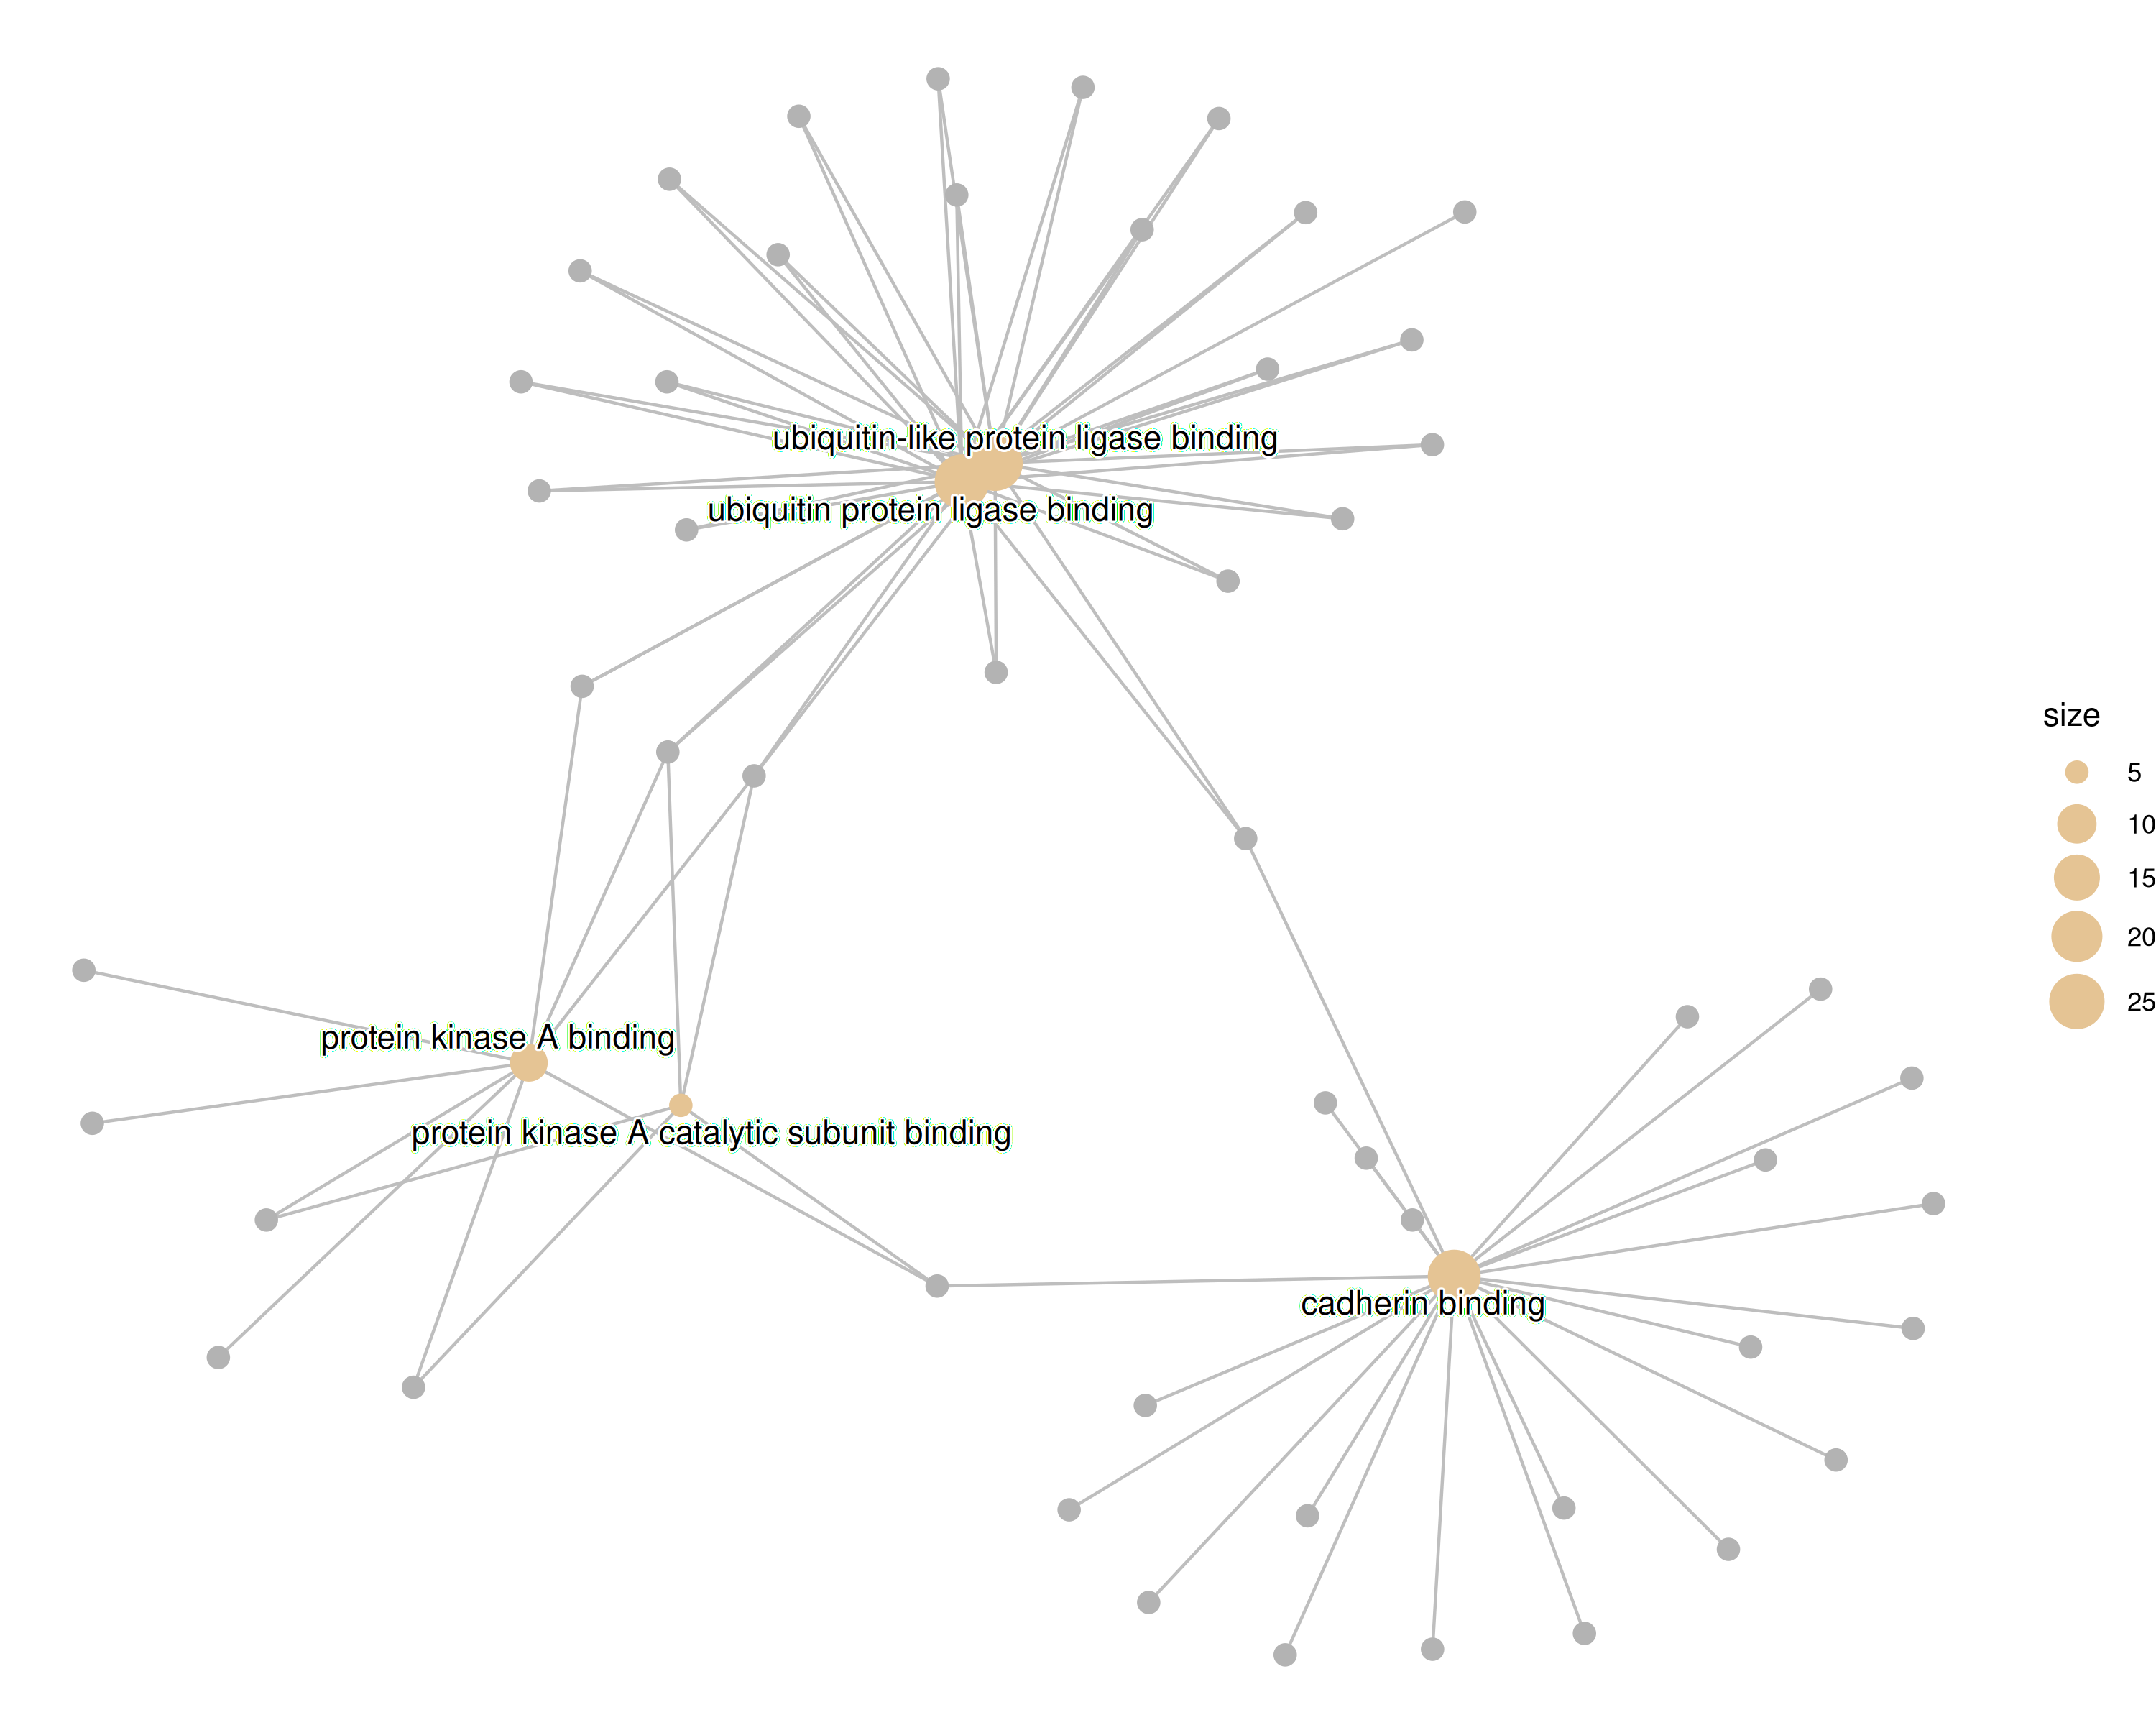 ubiquitin-like protein ligase binding
ubiquitin protein ligase binding
size
5
10
15
20
25
protein kinase A binding
protein kinase A catalytic subunit binding
cadherin binding